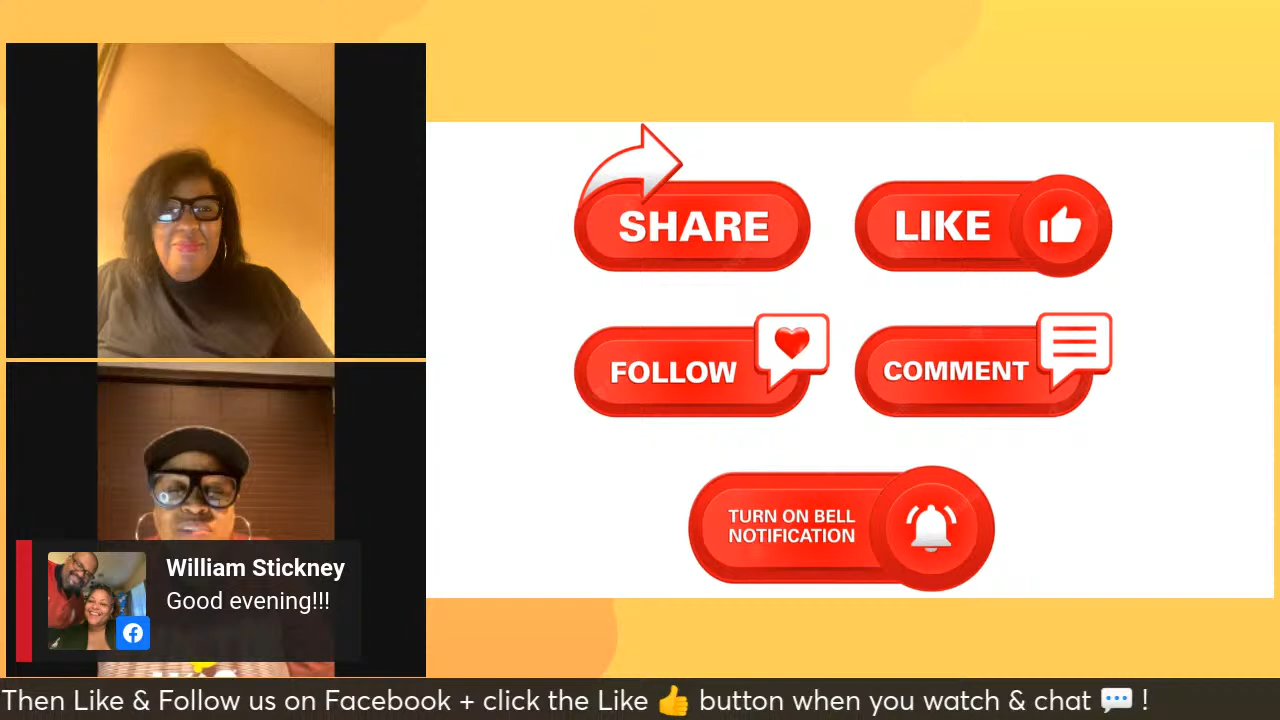 SHARE
LIKE
FOLLOW
COMMENT
TURN ON BELL
NOTIFICATION
William Stickney
Good evening!!!
Then Like & Follow us on Facebook + click the Like 👍 button when you watch & chat 💬 !